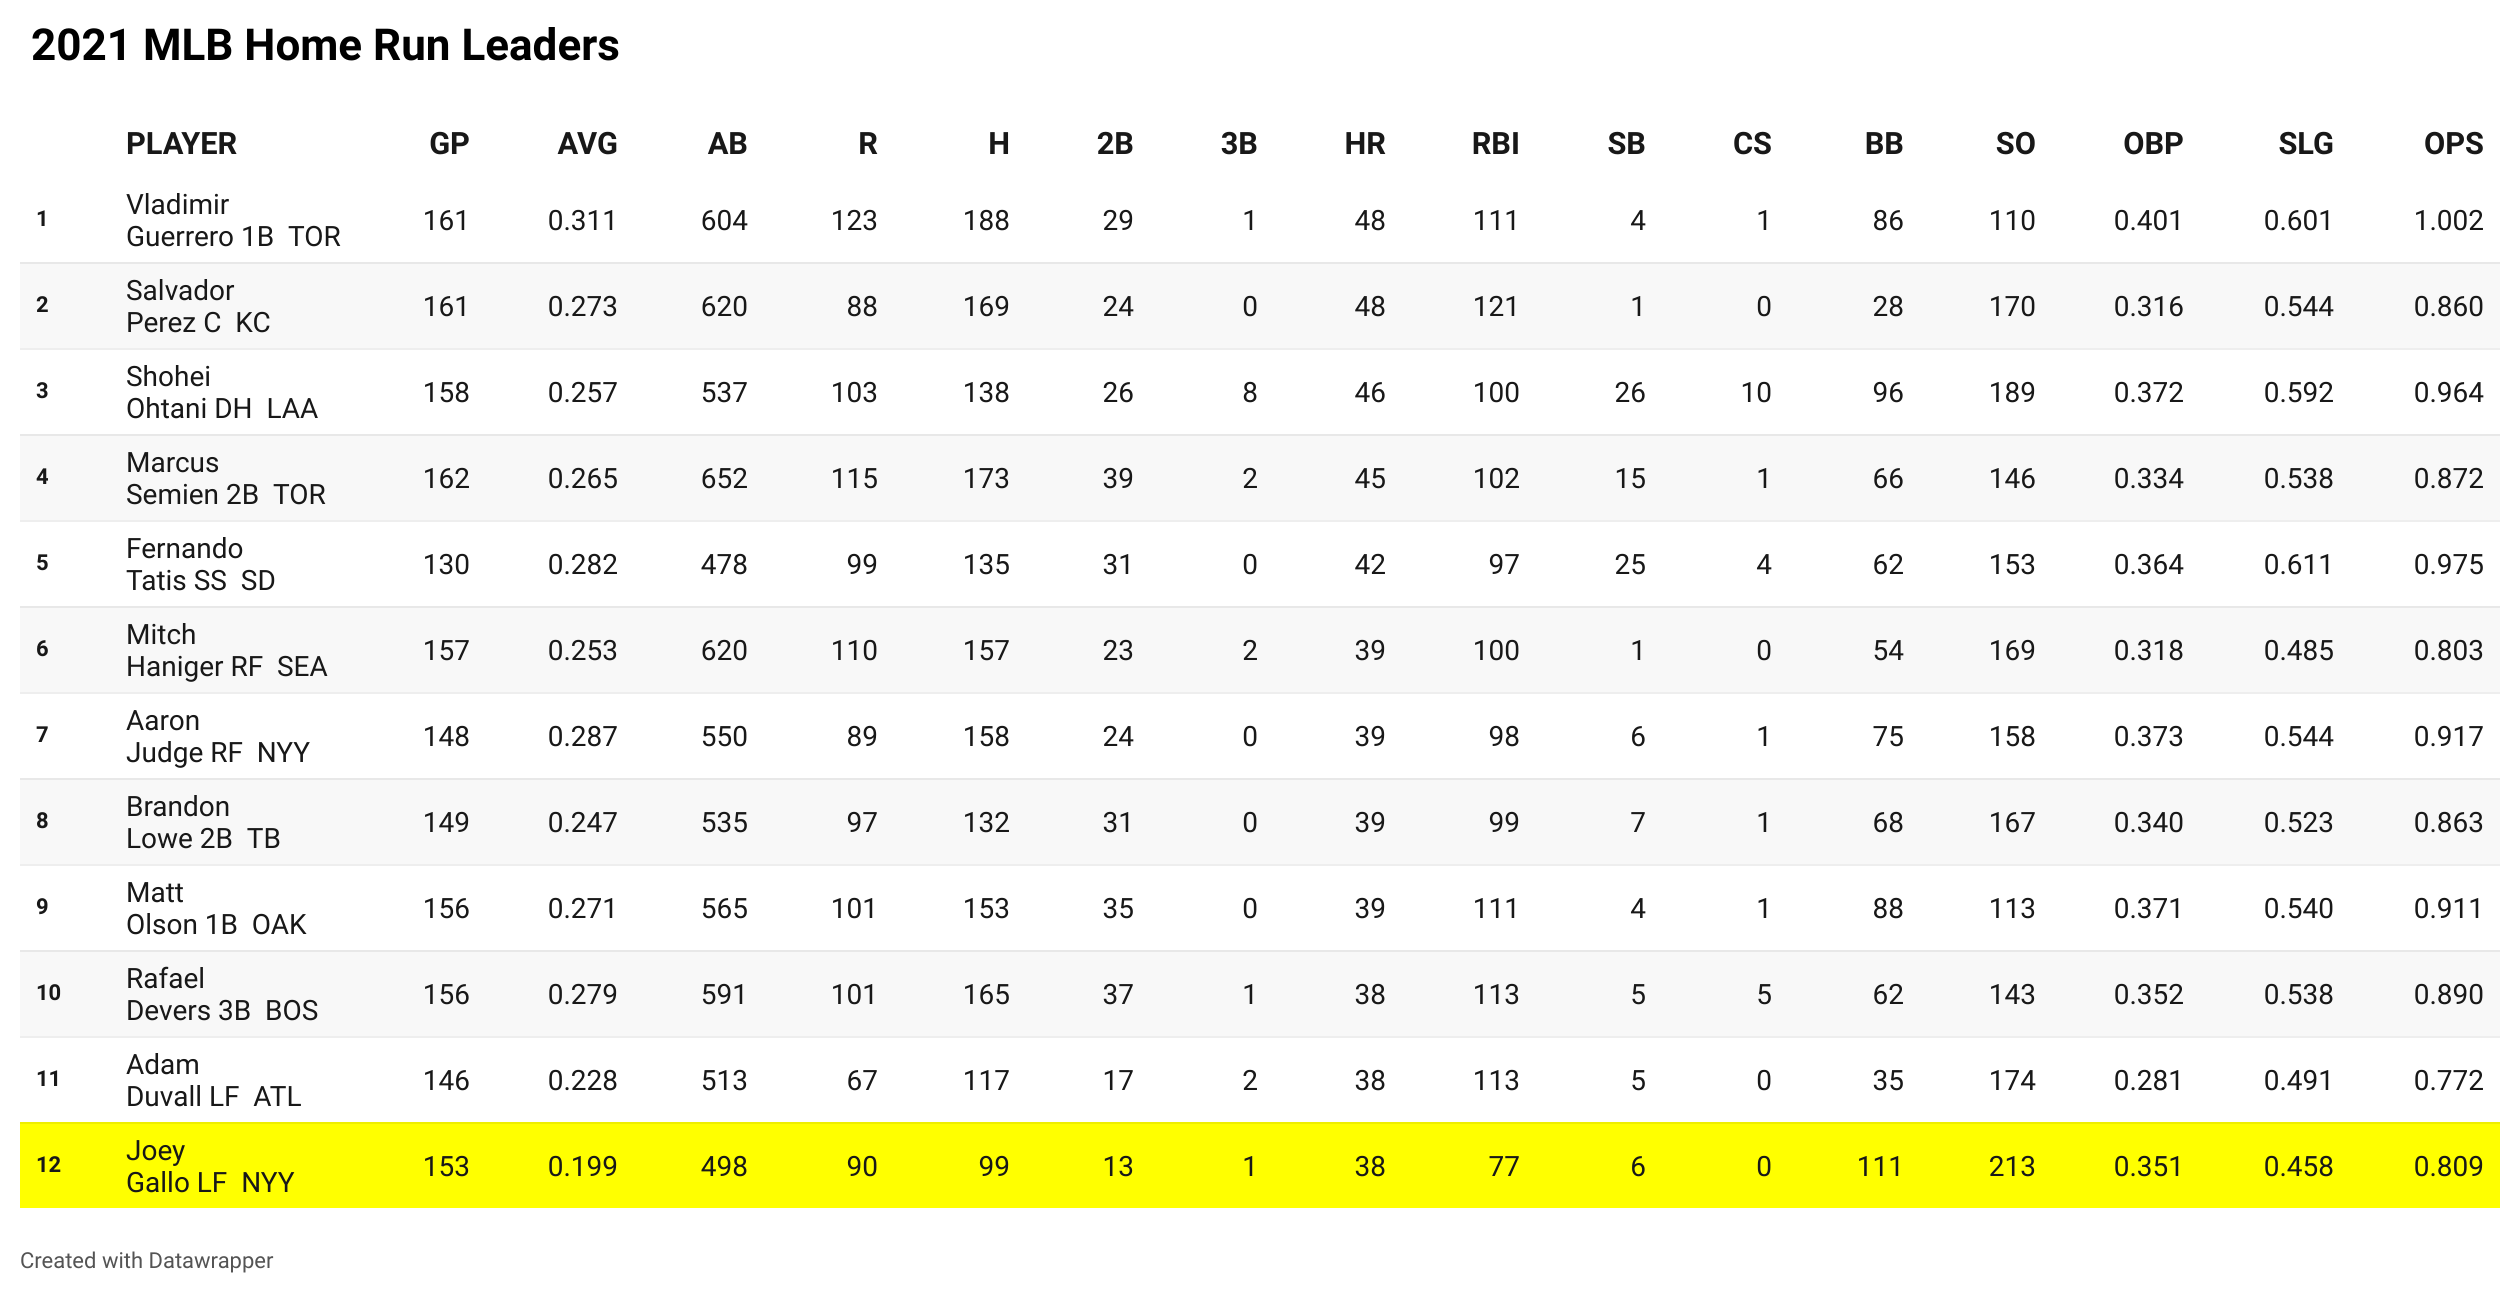 2021 MLB Home Run Leaders
PLAYER GP AVG AB R H 2B 3B HR RBI SB CS BB SO OBP SLG OPS
1 Vladimir
Guerrero 1B TOR 161 0.311 604 123 188 29 1 48 111 4 1 86 110 0.401 0.601 1.002
2 Salvador
Perez C KC 161 0.273 620 88 169 24 0 48 121 1 0 28 170 0.316 0.544 0.860
3 Shohei
Ohtani DH LAA 158 0.257 537 103 138 26 8 46 100 26 10 96 189 0.372 0.592 0.964
4 Marcus
Semien 2B TOR 162 0.265 652 115 173 39 2 45 102 15 1 66 146 0.334 0.538 0.872
5 Fernando
Tatis SS SD 130 0.282 478 99 135 31 0 42 97 25 4 62 153 0.364 0.611 0.975
6 Mitch
Haniger RF SEA 157 0.253 620 110 157 23 2 39 100 1 0 54 169 0.318 0.485 0.803
7 Aaron
Judge RF NYY 148 0.287 550 89 158 24 0 39 98 6 1 75 158 0.373 0.544 0.917
8 Brandon
Lowe 2B TB 149 0.247 535 97 132 31 0 39 99 7 1 68 167 0.340 0.523 0.863
9 Matt
Olson 1B OAK 156 0.271 565 101 153 35 0 39 111 4 1 88 113 0.371 0.540 0.911
10 Rafael
Devers 3B BOS 156 0.279 591 101 165 37 1 38 113 5 5 62 143 0.352 0.538 0.890
11 Adam
Duvall LF ATL 146 0.228 513 67 117 17 2 38 113 5 0 35 174 0.281 0.491 0.772
12 Joey
Gallo LF NYY 153 0.199 498 90 99 13 1 38 77 6 0 111 213 0.351 0.458 0.809
Created with Datawrapper